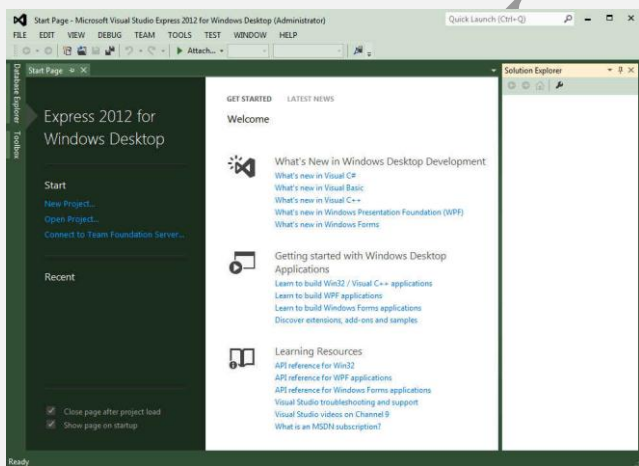 Start Page - Microsoft Visual Studio Express 2012 for Windows Desktop (Administrator)
Quick Launch (Ctrl+Q)
FILE EDIT VIEW DEBUG TEAM TOOLS TEST WINDOW HELP
Attach...
Database Explorer
Toolbox
Start Page
Express 2012 for
Windows Desktop
Start
New Project...
Open Project...
Connect to Team Foundation Server...
Recent
Close page after project load
Show page on startup
GET STARTED LATEST NEWS
Welcome
What's New in Windows Desktop Development
What's new in Visual C#
What's new in Visual Basic
What's new in Visual C++
What's new in Windows Presentation Foundation (WPF)
What's new in Windows Forms
Getting started with Windows Desktop
Applications
Learn to build Win32 / Visual C++ applications
Learn to build WPF applications
Learn to build Windows Forms applications
Discover extensions, add-ons and samples
Learning Resources
API reference for Win32
API reference for WPF applications
API reference for Windows Forms applications
Visual Studio troubleshooting and support
Visual Studio videos on Channel 9
What is an MSDN subscription?
Solution Explorer
Ready